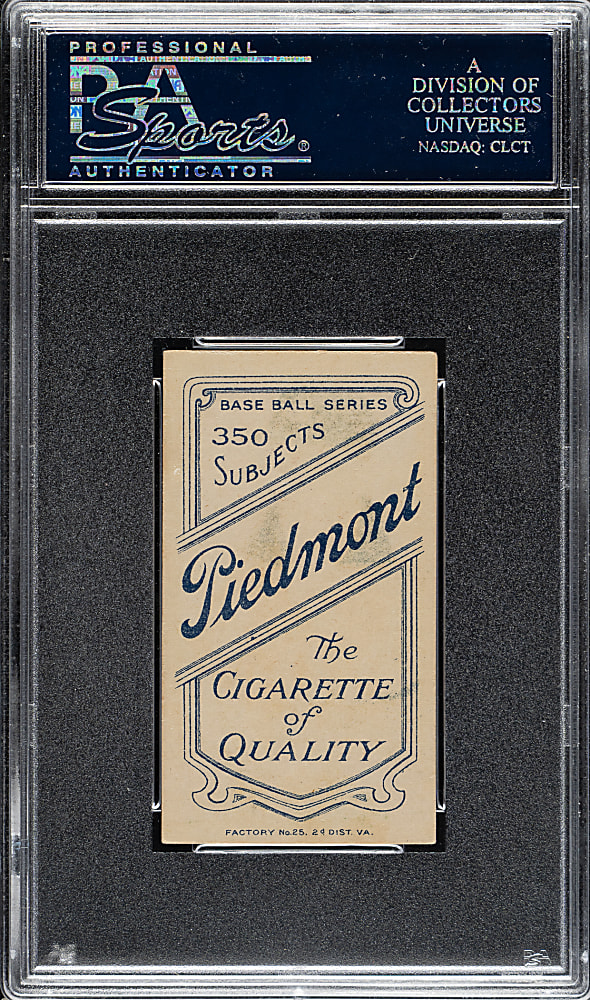 PROFESSIONAL
PSA
Sports®
AUTHENTICATOR
A
DIVISION OF
COLLECTORS
UNIVERSE
NASDAQ: CLCT
BASE BALL SERIES
350
SUBJECTS
Piedmont
The
CIGARETTE
of
QUALITY
FACTORY No.25, 2ᵈ DIST. VA.